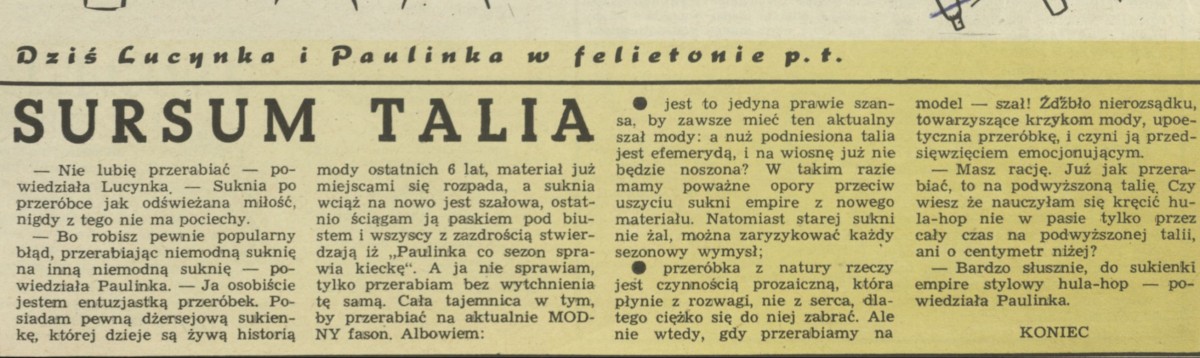 Dziś Lucynka i Paulinka w felietonie p. t.
SURSUM TALIA
— Nie lubię przerabiać — po-
wiedziała Lucynka. — Suknia po
przeróbce jak odświeżana miłość,
nigdy z tego nie ma pociechy.
— Bo robisz pewnie popularny
błąd, przerabiając niemodną suknię
na inną niemodną suknię — po-
wiedziała Paulinka. — Ja osobiście
jestem entuzjastką przeróbek. Po-
siadam pewną dżersejową sukien-
kę, której dzieje są żywą historią
mody ostatnich 6 lat, materiał już
miejscami się rozpada, a suknia
wciąż na nowo jest szałowa, ostat-
nio ściągam ją paskiem pod biu-
stem i wszyscy z zazdrością stwier-
dzają iż „Paulinka co sezon spra-
wia kieckę“. A ja nie sprawiam,
tylko przerabiam bez wytchnienia
tę samą. Cała tajemnica w tym,
by przerabiać na aktualnie MOD-
NY fason. Albowiem:
● jest to jedyna prawie szan-
sa, by zawsze mieć ten aktualny
szał mody: a nuż podniesiona talia
jest efemerydą, i na wiosnę już nie
będzie noszona? W takim razie
mamy poważne opory przeciw
uszyciu sukni empire z nowego
materiału. Natomiast starej sukni
nie żal, można zaryzykować każdy
sezonowy wymysł;
● przeróbka z natury rzeczy
jest czynnością prozaiczną, która
płynie z rozwagi, nie z serca, dla-
tego ciężko się do niej zabrać. Ale
nie wtedy, gdy przerabiamy na
model — szał! Źdźbło nierozsądku,
towarzyszące krzykom mody, upoe-
tycznia przeróbkę, i czyni ją przed-
sięwzięciem emocjonującym.
— Masz rację. Już jak przera-
biać, to na podwyższoną talię. Czy
wiesz że nauczyłam się kręcić hu-
la-hop nie w pasie tylko przez
cały czas na podwyższonej talii,
ani o centymetr niżej?
— Bardzo słusznie, do sukienki
empire stylowy hula-hop — po-
wiedziała Paulinka.
KONIEC